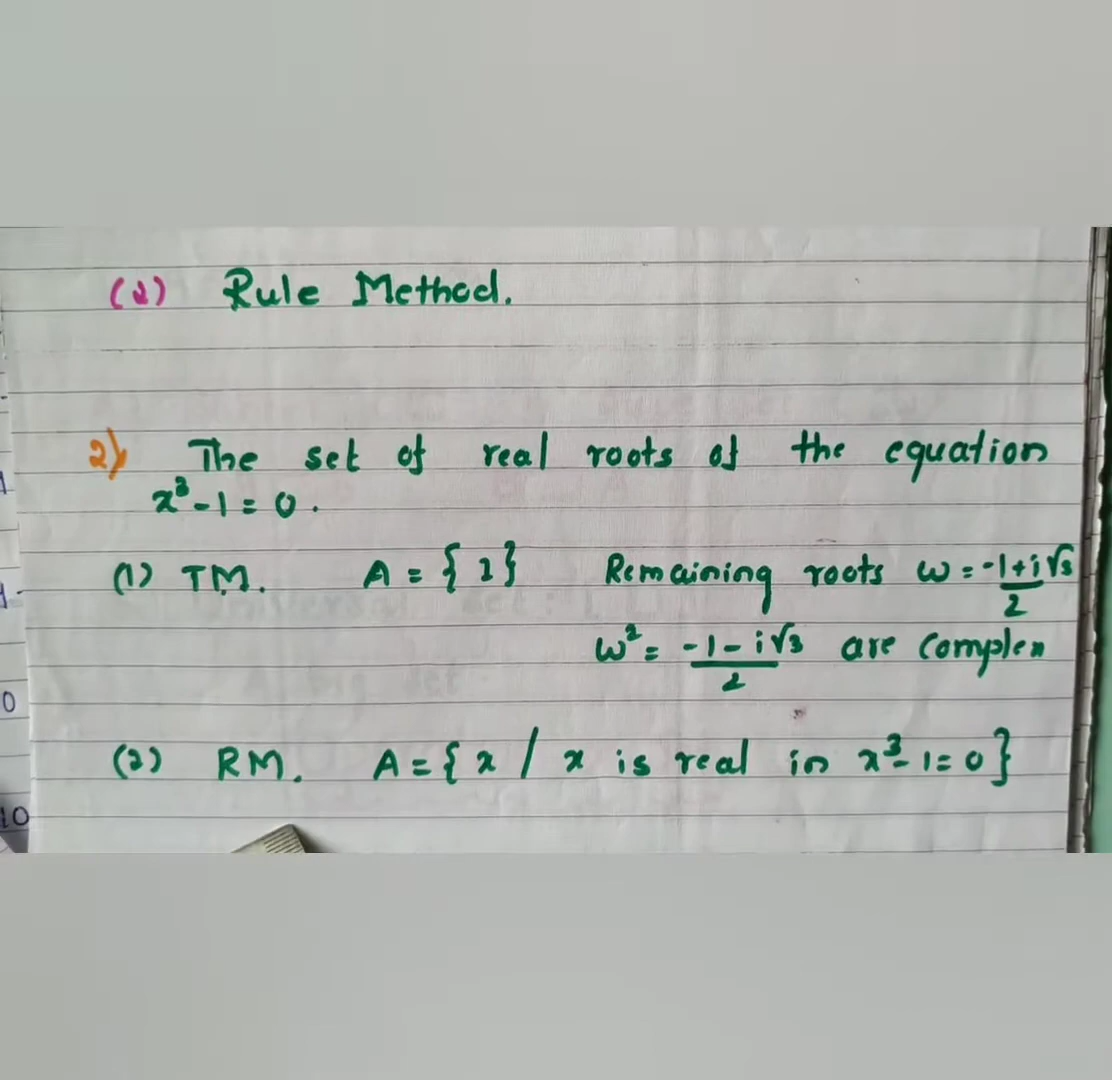 (2) Rule Method.
2) The set of real roots of the equation
x³-1=0.
(1) TM. A = {1} Remaining roots ω = -1+i√3/2
ω² = -1-i√3/2 are complex
(2) RM. A={x / x is real in x³-1=0}
10